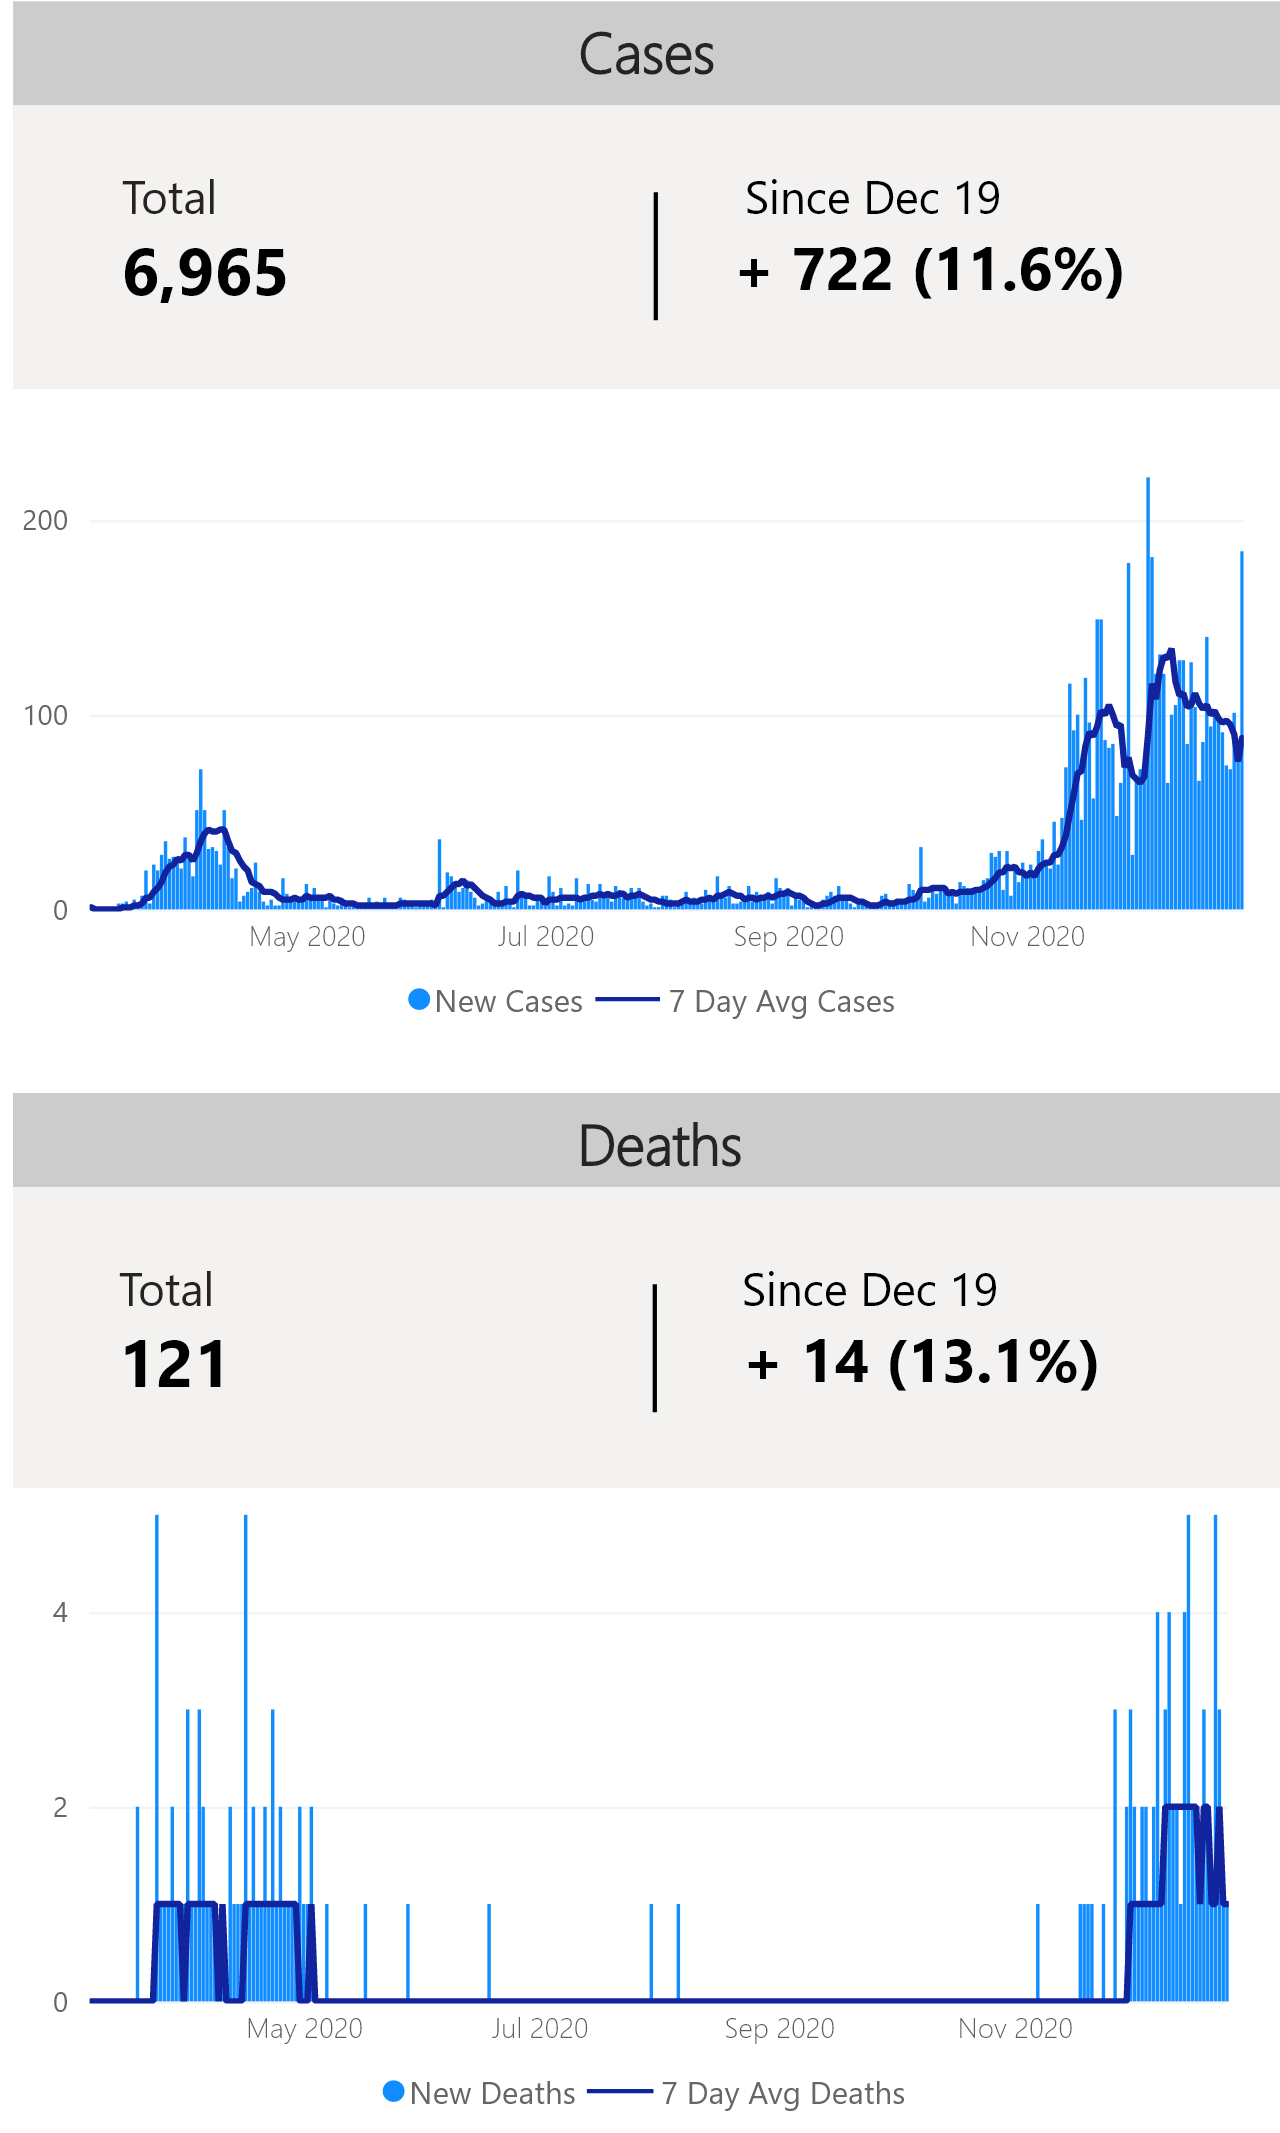 Cases
Total
Since Dec 19
6,965
+ 722 (11.6%)
200
100
0
May 2020
Jul 2020
Sep 2020
Nov 2020
New Cases
7 Day Avg Cases
Deaths
Total
Since Dec 19
121
+ 14 (13.1%)
4
2
0
May 2020
Jul 2020
Sep 2020
Nov 2020
New Deaths
7 Day Avg Deaths